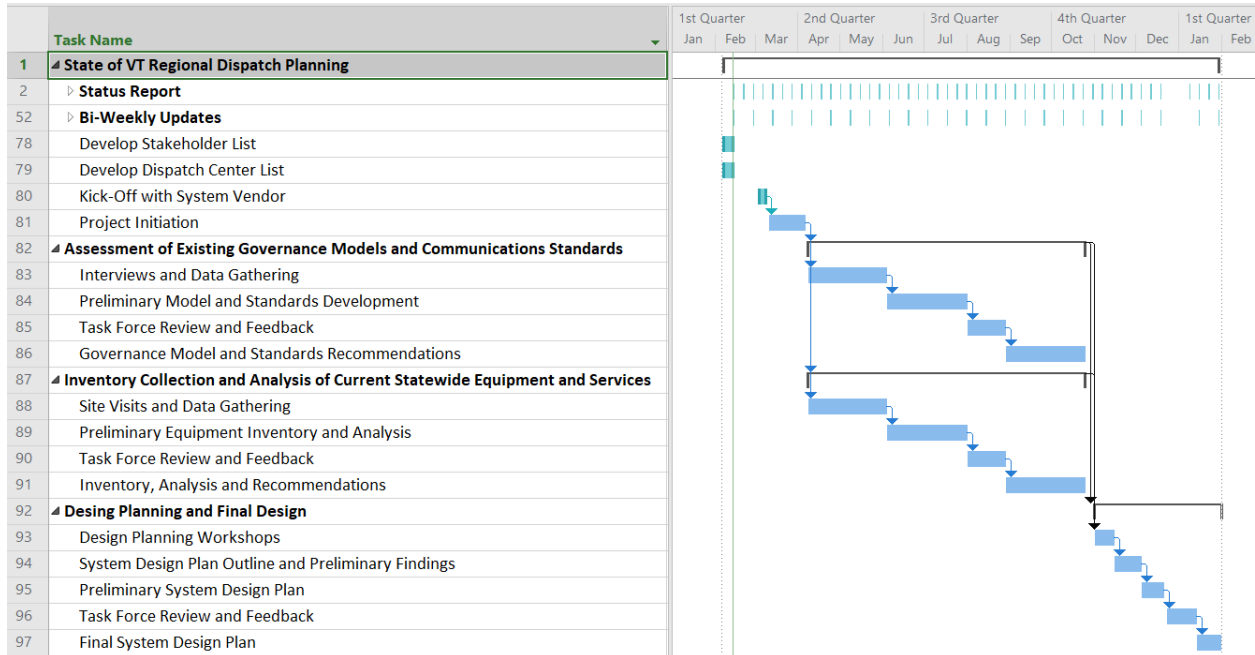 1st Quarter 2nd Quarter 3rd Quarter 4th Quarter 1st Quarter
Task Name Jan Feb Mar Apr May Jun Jul Aug Sep Oct Nov Dec Jan Feb
1 State of VT Regional Dispatch Planning
2 Status Report
52 Bi-Weekly Updates
78 Develop Stakeholder List
79 Develop Dispatch Center List
80 Kick-Off with System Vendor
81 Project Initiation
82 Assessment of Existing Governance Models and Communications Standards
83 Interviews and Data Gathering
84 Preliminary Model and Standards Development
85 Task Force Review and Feedback
86 Governance Model and Standards Recommendations
87 Inventory Collection and Analysis of Current Statewide Equipment and Services
88 Site Visits and Data Gathering
89 Preliminary Equipment Inventory and Analysis
90 Task Force Review and Feedback
91 Inventory, Analysis and Recommendations
92 Desing Planning and Final Design
93 Design Planning Workshops
94 System Design Plan Outline and Preliminary Findings
95 Preliminary System Design Plan
96 Task Force Review and Feedback
97 Final System Design Plan